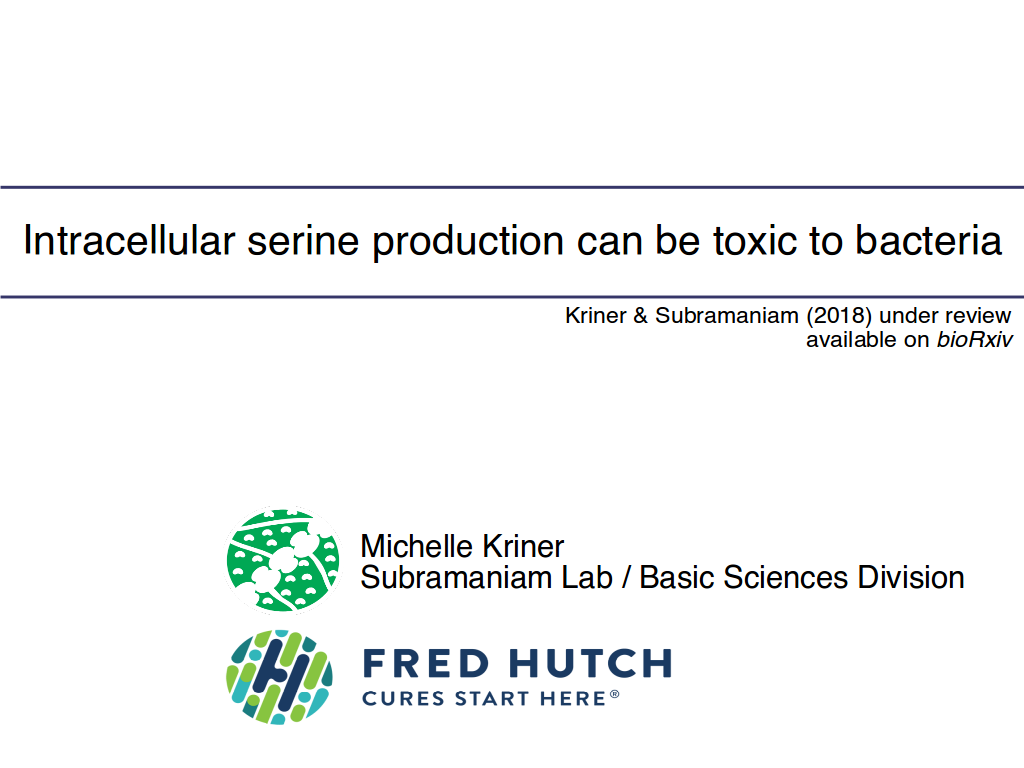 Intracellular serine production can be toxic to bacteria
Kriner & Subramaniam (2018) under review
available on bioRxiv
Michelle Kriner
Subramaniam Lab / Basic Sciences Division
FRED HUTCH
CURES START HERE®